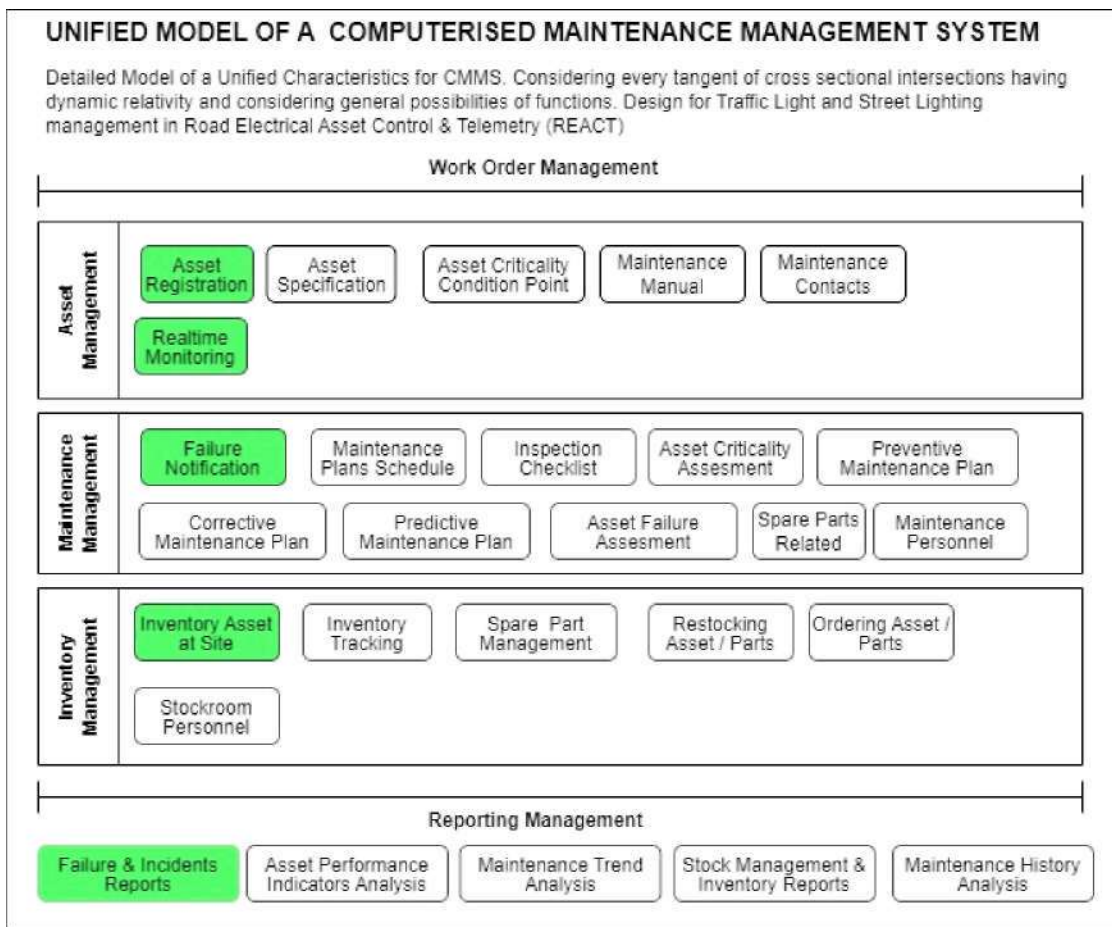 UNIFIED MODEL OF A COMPUTERISED MAINTENANCE MANAGEMENT SYSTEM
Detailed Model of a Unified Characteristics for CMMS. Considering every tangent of cross sectional intersections having
dynamic relativity and considering general possibilities of functions. Design for Traffic Light and Street Lighting
management in Road Electrical Asset Control & Telemetry (REACT)
Work Order Management
Asset
Management
Asset
Registration
Asset
Specification
Asset Criticality
Condition Point
Maintenance
Manual
Maintenance
Contacts
Realtime
Monitoring
Maintenance
Management
Failure
Notification
Maintenance
Plans Schedule
Inspection
Checklist
Asset Criticality
Assesment
Preventive
Maintenance Plan
Corrective
Maintenance Plan
Predictive
Maintenance Plan
Asset Failure
Assesment
Spare Parts
Related
Maintenance
Personnel
Inventory
Management
Inventory Asset
at Site
Inventory
Tracking
Spare Part
Management
Restocking
Asset / Parts
Ordering Asset /
Parts
Stockroom
Personnel
Reporting Management
Failure & Incidents
Reports
Asset Performance
Indicators Analysis
Maintenance Trend
Analysis
Stock Management &
Inventory Reports
Maintenance History
Analysis